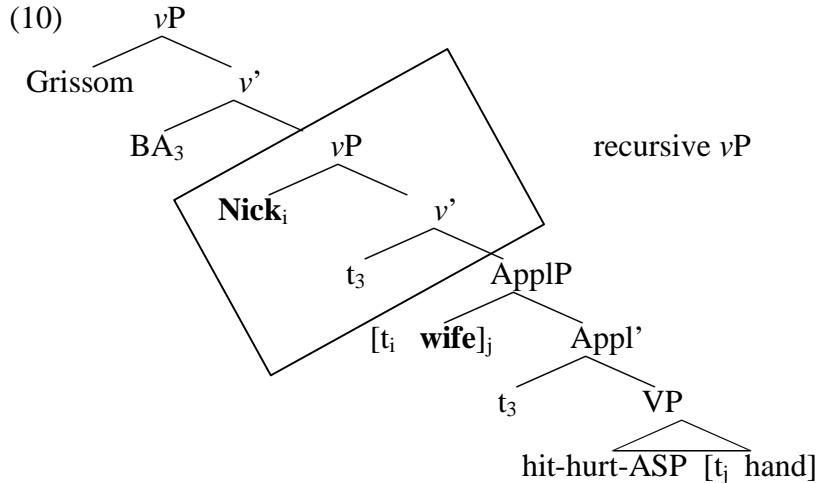 (10) vP
Grissom v’
BA3 vP recursive vP
Nicki v’
t3 ApplP
[ti wife]j Appl’
t3 VP
hit-hurt-ASP [tj hand]